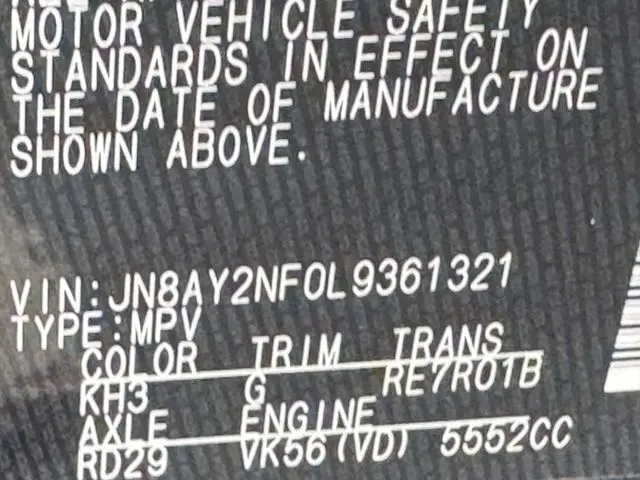 MOTOR VEHICLE SAFETY
STANDARDS IN EFFECT ON
THE DATE OF MANUFACTURE
SHOWN ABOVE.
VIN:JN8AY2NF0L9361321
TYPE:MPV
COLOR TRIM TRANS
KH3 G RE7R01B
AXLE ENGINE
RD29 VK56(VD) 5552CC